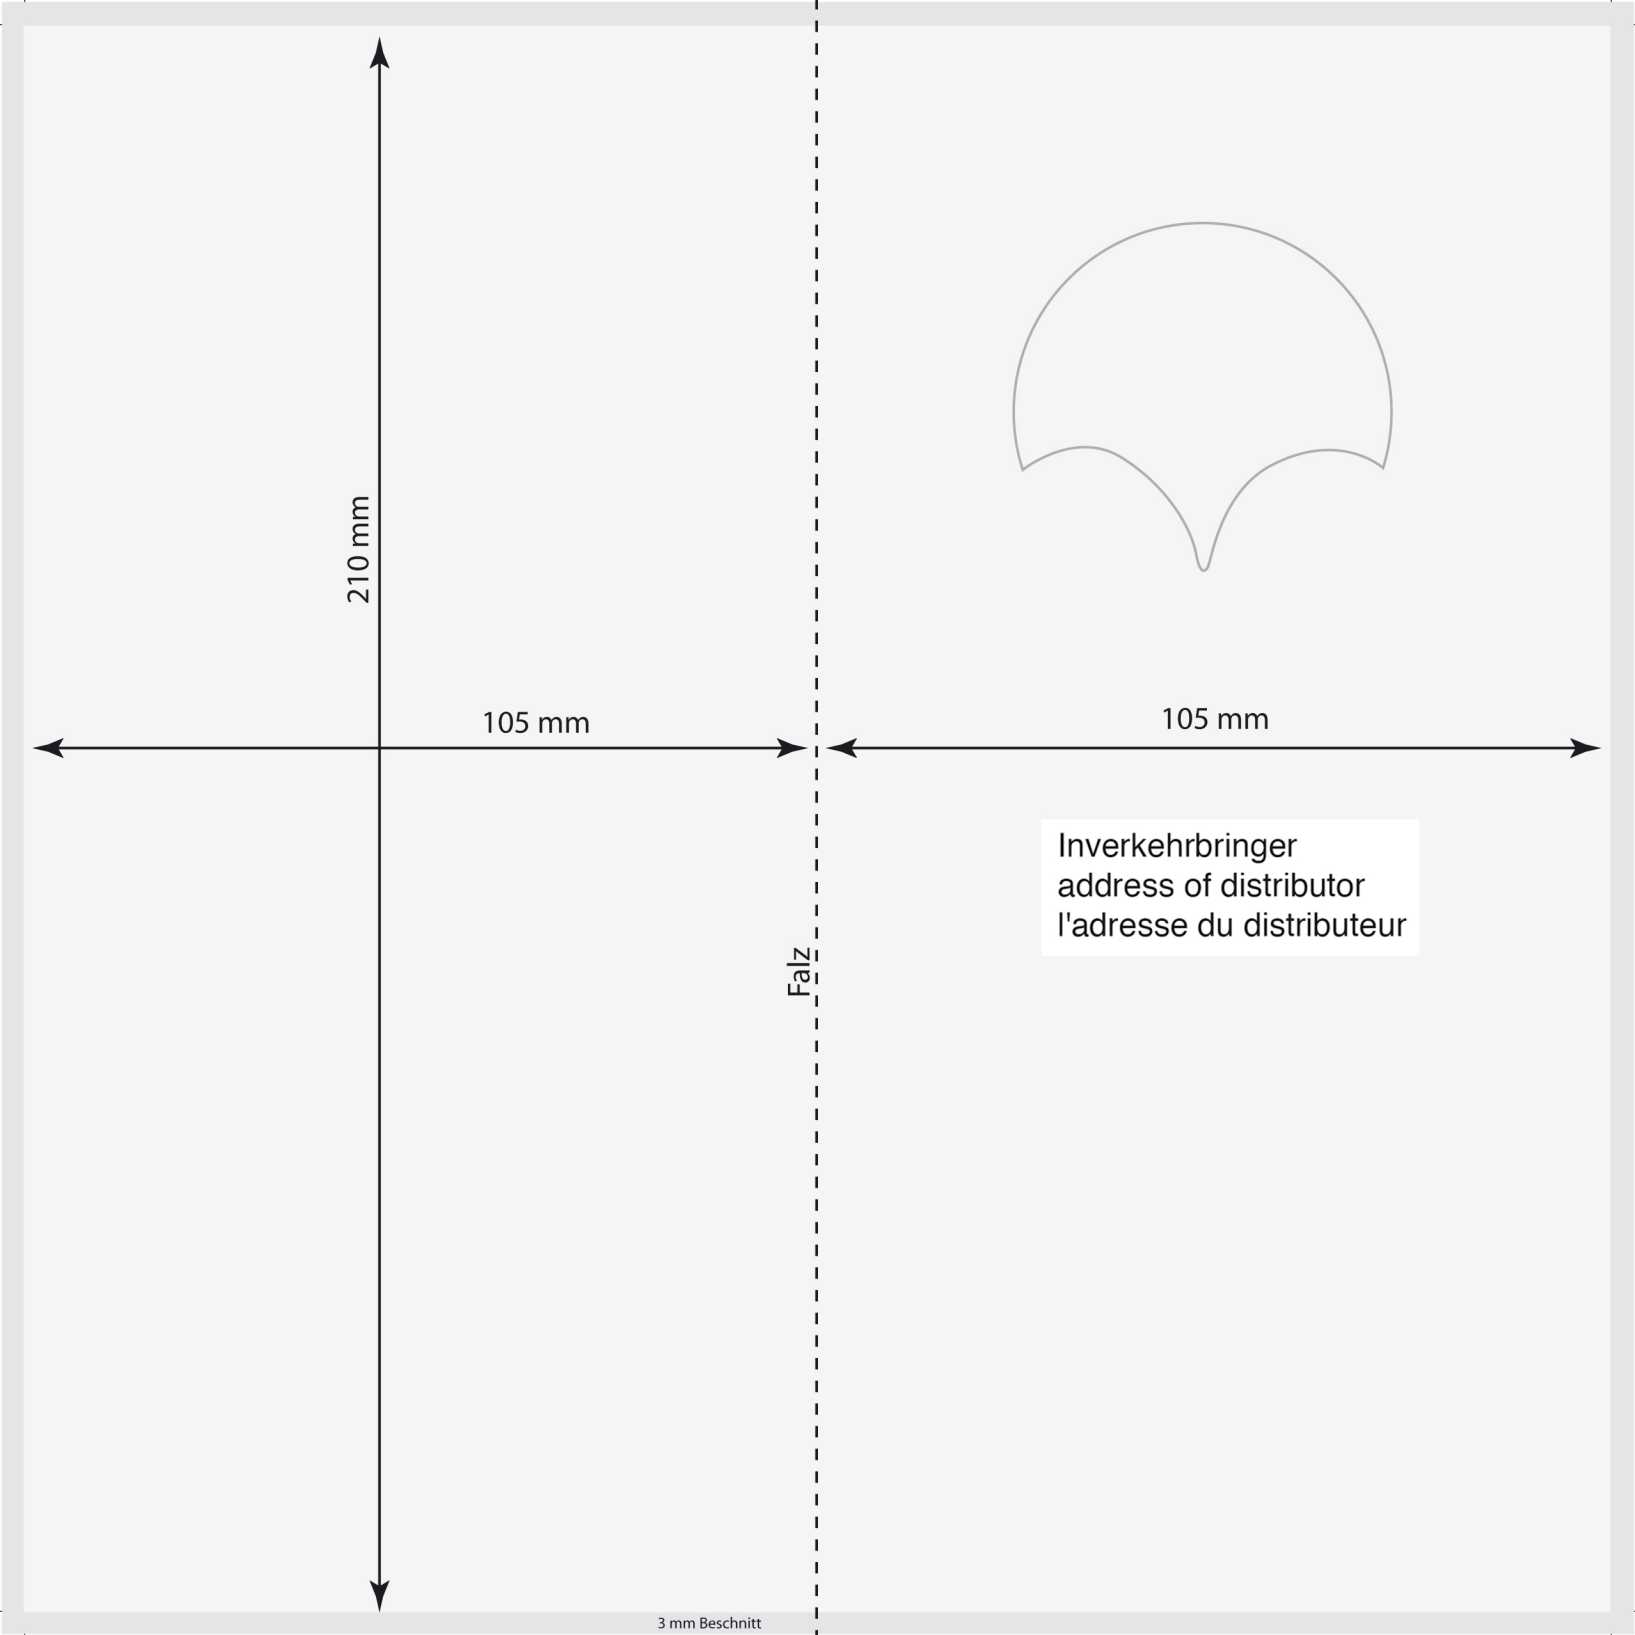 210 mm
105 mm
105 mm
Inverkehrbringer
address of distributor
l'adresse du distributeur
Falz
3 mm Beschnitt